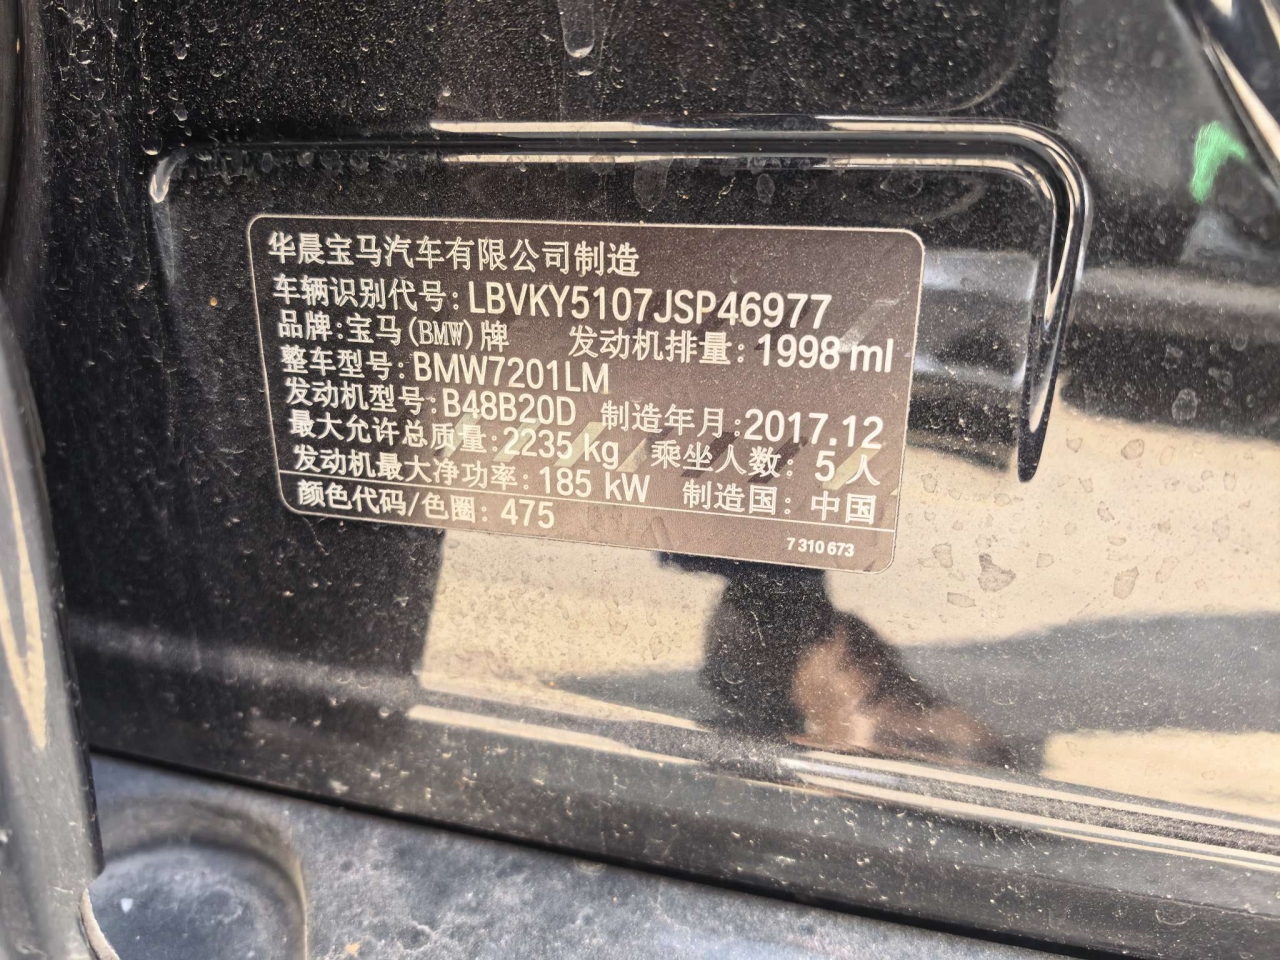 华晨宝马汽车有限公司制造
车辆识别代号: LBVKY5107JSP46977
品牌:宝马(BMW)牌 发动机排量: 1998 ml
整车型号: BMW7201LM
发动机型号: B48B20D 制造年月:2017.12
最大允许总质量: 2235 kg 乘坐人数: 5 人
发动机最大净功率: 185 kW 制造国: 中国
颜色代码/色圈: 475
7 310 673